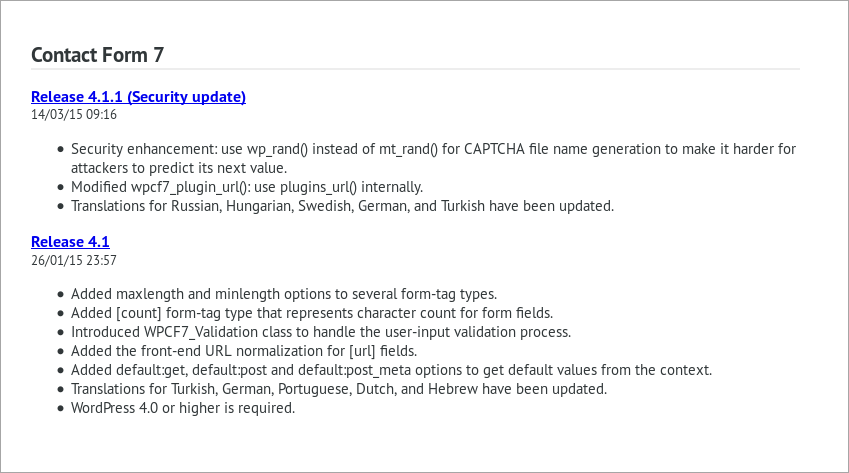 Contact Form 7
Release 4.1.1 (Security update)
14/03/15 09:16
• Security enhancement: use wp_rand() instead of mt_rand() for CAPTCHA file name generation to make it harder for
attackers to predict its next value.
• Modified wpcf7_plugin_url(): use plugins_url() internally.
• Translations for Russian, Hungarian, Swedish, German, and Turkish have been updated.
Release 4.1
26/01/15 23:57
• Added maxlength and minlength options to several form-tag types.
• Added [count] form-tag type that represents character count for form fields.
• Introduced WPCF7_Validation class to handle the user-input validation process.
• Added the front-end URL normalization for [url] fields.
• Added default:get, default:post and default:post_meta options to get default values from the context.
• Translations for Turkish, German, Portuguese, Dutch, and Hebrew have been updated.
• WordPress 4.0 or higher is required.